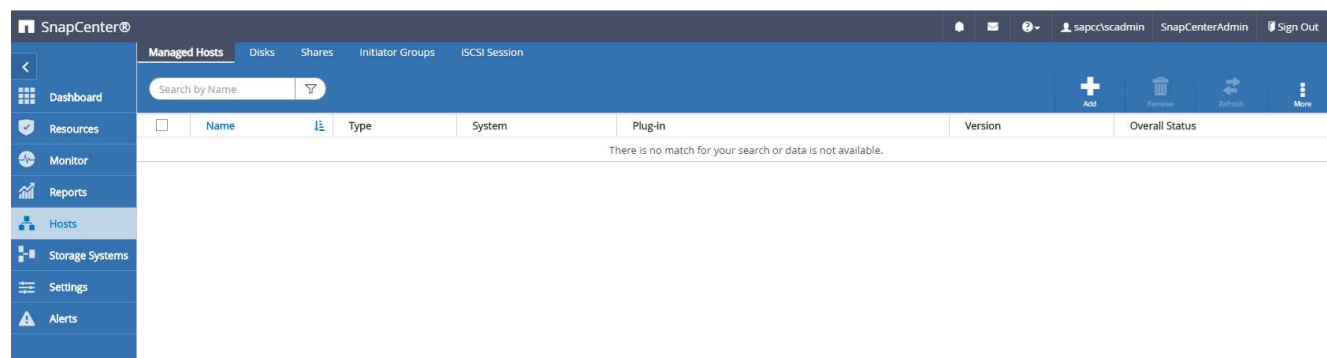 SnapCenter®
sapcc\scadmin SnapCenterAdmin Sign Out
Managed Hosts Disks Shares Initiator Groups iSCSI Session
Search by Name
Add Remove Refresh More
Dashboard
Resources
Monitor
Reports
Hosts
Storage Systems
Settings
Alerts
Name Type System Plug-in Version Overall Status
There is no match for your search or data is not available.